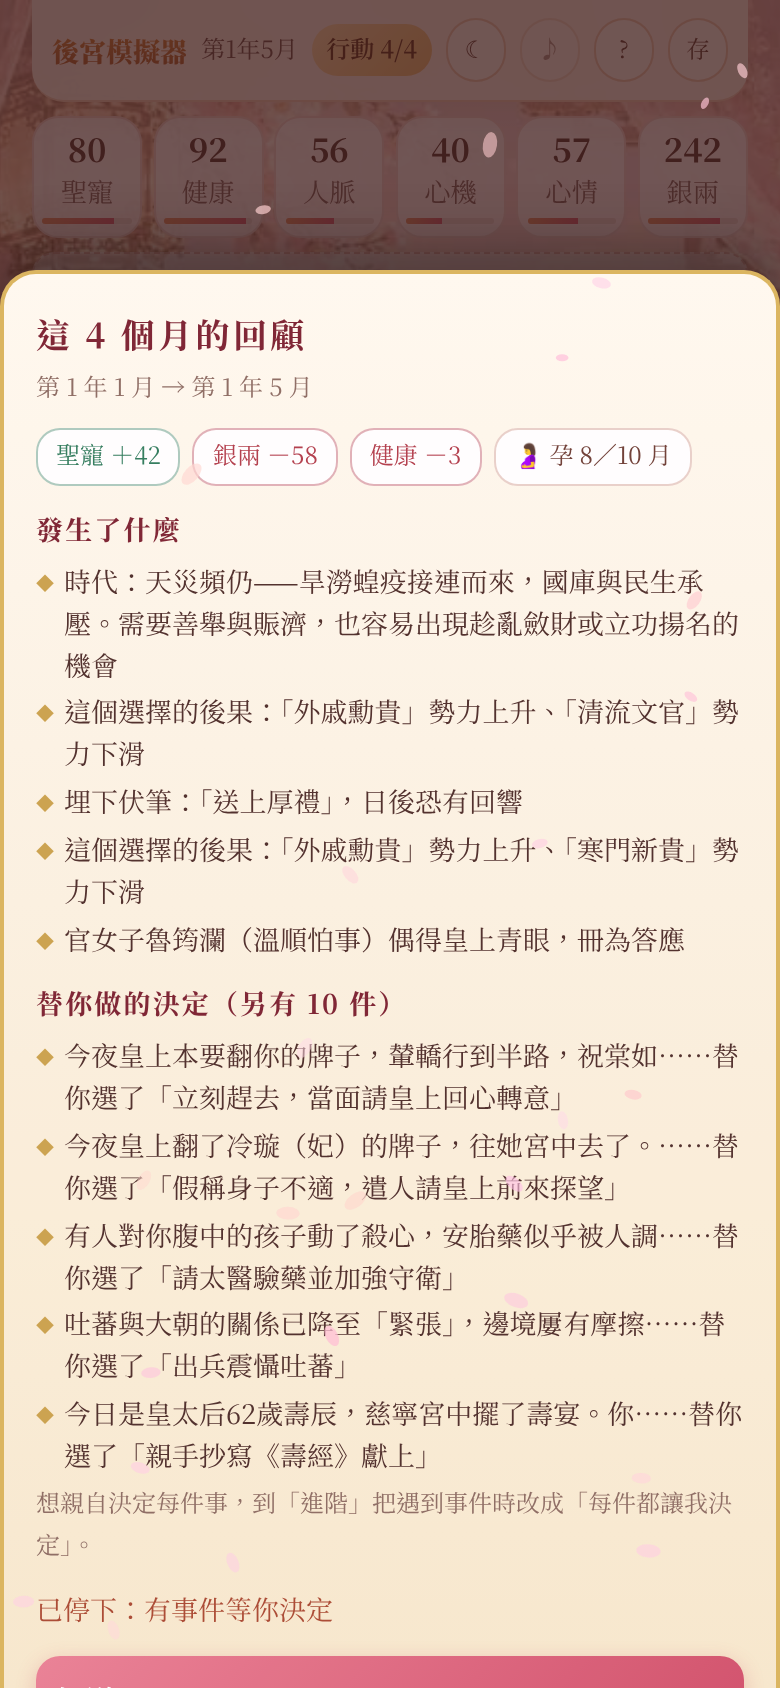 後宮模擬器 第1年5月 行動 4/4 ? 存
80 92 56 40 57 242
聖寵 健康 人脈 心機 心情 銀兩
這 4 個月的回顧
第 1 年 1 月 → 第 1 年 5 月
聖寵 +42 銀兩 −58 健康 −3 孕 8／10 月
發生了什麼
◆ 時代：天災頻仍——旱澇蝗疫接連而來，國庫與民生承
壓。需要善舉與賑濟，也容易出現趁亂斂財或立功揚名的
機會
◆ 這個選擇的後果：「外戚勳貴」勢力上升、「清流文官」勢
力下滑
◆ 埋下伏筆：「送上厚禮」，日後恐有回響
◆ 這個選擇的後果：「外戚勳貴」勢力上升、「寒門新貴」勢
力下滑
◆ 官女子魯筠瀾（溫順怕事）偶得皇上青眼，冊為答應
替你做的決定（另有 10 件）
◆ 今夜皇上本要翻你的牌子，輦轎行到半路，祝棠如……替
你選了「立刻趕去，當面請皇上回心轉意」
◆ 今夜皇上翻了冷璇（妃）的牌子，往她宮中去了。……替
你選了「假稱身子不適，遣人請皇上前來探望」
◆ 有人對你腹中的孩子動了殺心，安胎藥似乎被人調……替
你選了「請太醫驗藥並加強守衛」
◆ 吐蕃與大朝的關係已降至「緊張」，邊境屢有摩擦……替
你選了「出兵震懾吐蕃」
◆ 今日是皇太后62歲壽辰，慈寧宮中擺了壽宴。你……替你
選了「親手抄寫《壽經》獻上」
想親自決定每件事，到「進階」把遇到事件時改成「每件都讓我決
定」。
已停下：有事件等你決定